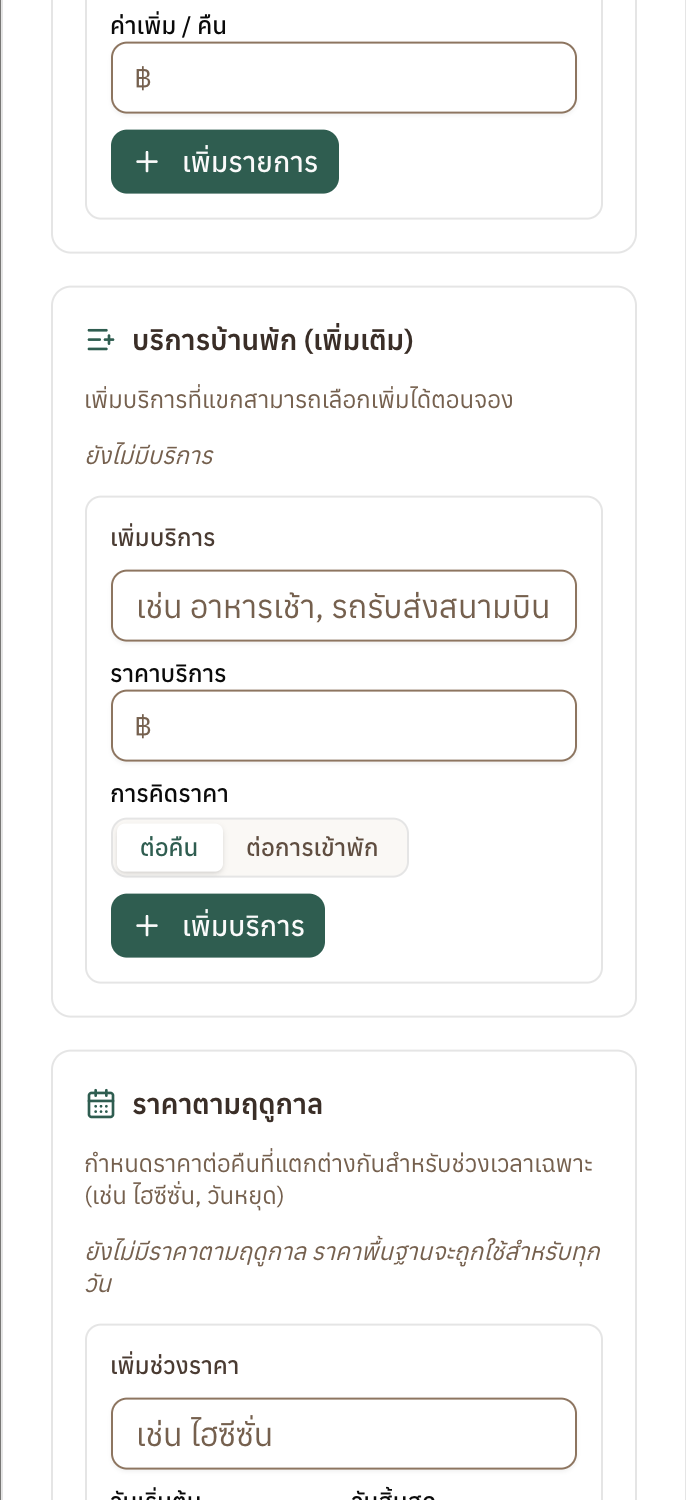 ค่าเพิ่ม / คืน
฿
เพิ่มรายการ
บริการบ้านพัก (เพิ่มเติม)
เพิ่มบริการที่แขกสามารถเลือกเพิ่มได้ตอนจอง
ยังไม่มีบริการ
เพิ่มบริการ
เช่น อาหารเช้า, รถรับส่งสนามบิน
ราคาบริการ
฿
การคิดราคา
ต่อคืน ต่อการเข้าพัก
เพิ่มบริการ
ราคาตามฤดูกาล
กำหนดราคาต่อคืนที่แตกต่างกันสำหรับช่วงเวลาเฉพาะ
(เช่น ไฮซีซั่น, วันหยุด)
ยังไม่มีราคาตามฤดูกาล ราคาพื้นฐานจะถูกใช้สำหรับทุก
วัน
เพิ่มช่วงราคา
เช่น ไฮซีซั่น
วันเริ่มต้น วันสิ้นสุด